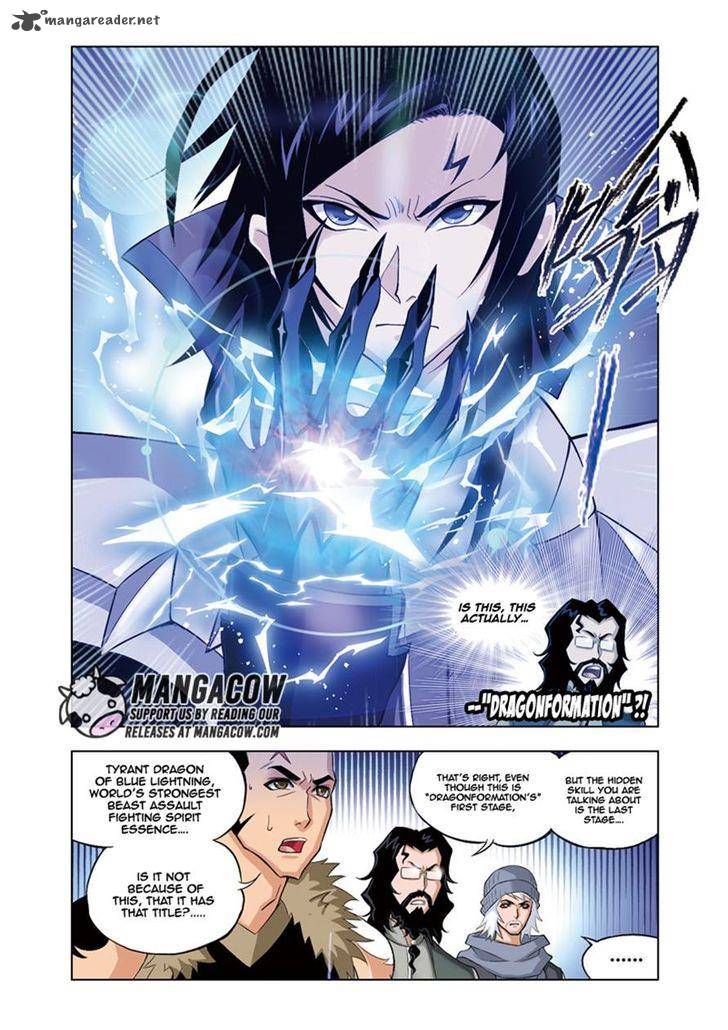 mangareader.net
IS THIS, THIS
ACTUALLY...
--"DRAGONFORMATION"?!
MANGACOW
SUPPORT US BY READING OUR
RELEASES AT MANGACOW.COM
TYRANT DRAGON
OF BLUE LIGHTNING,
WORLD'S STRONGEST
BEAST ASSAULT
FIGHTING SPIRIT
ESSENCE....
IS IT NOT
BECAUSE OF
THIS, THAT IT HAS
THAT TITLE?.....
THAT'S RIGHT, EVEN
THOUGH THIS IS
"DRAGONFORMATION'S"
FIRST STAGE,
BUT THE HIDDEN
SKILL YOU ARE
TALKING ABOUT
IS THE LAST
STAGE....
......